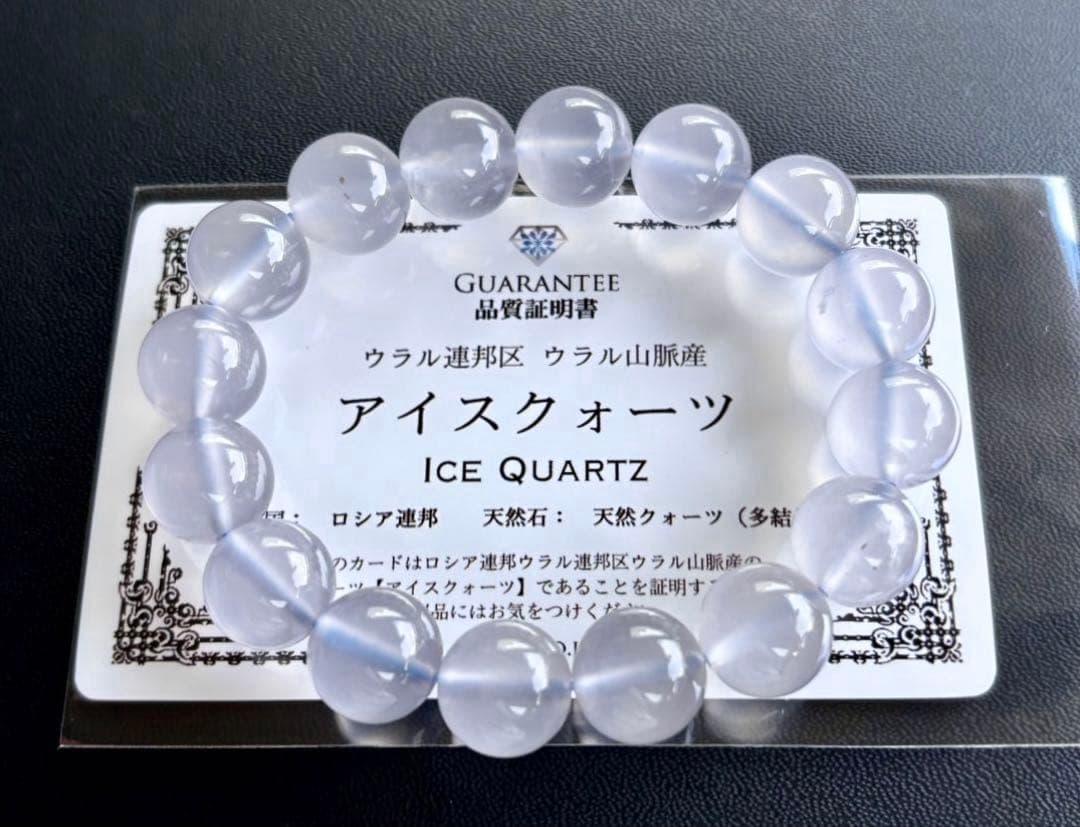 GUARANTEE
品質証明書
ウラル連邦区 ウラル山脈産
アイスクォーツ
ICE QUARTZ
国： ロシア連邦 天然石： 天然クォーツ（多結
のカードはロシア連邦ウラル連邦区ウラル山脈産の
ーツ【アイスクォーツ】であることを証明す
品にはお気をつけくだ